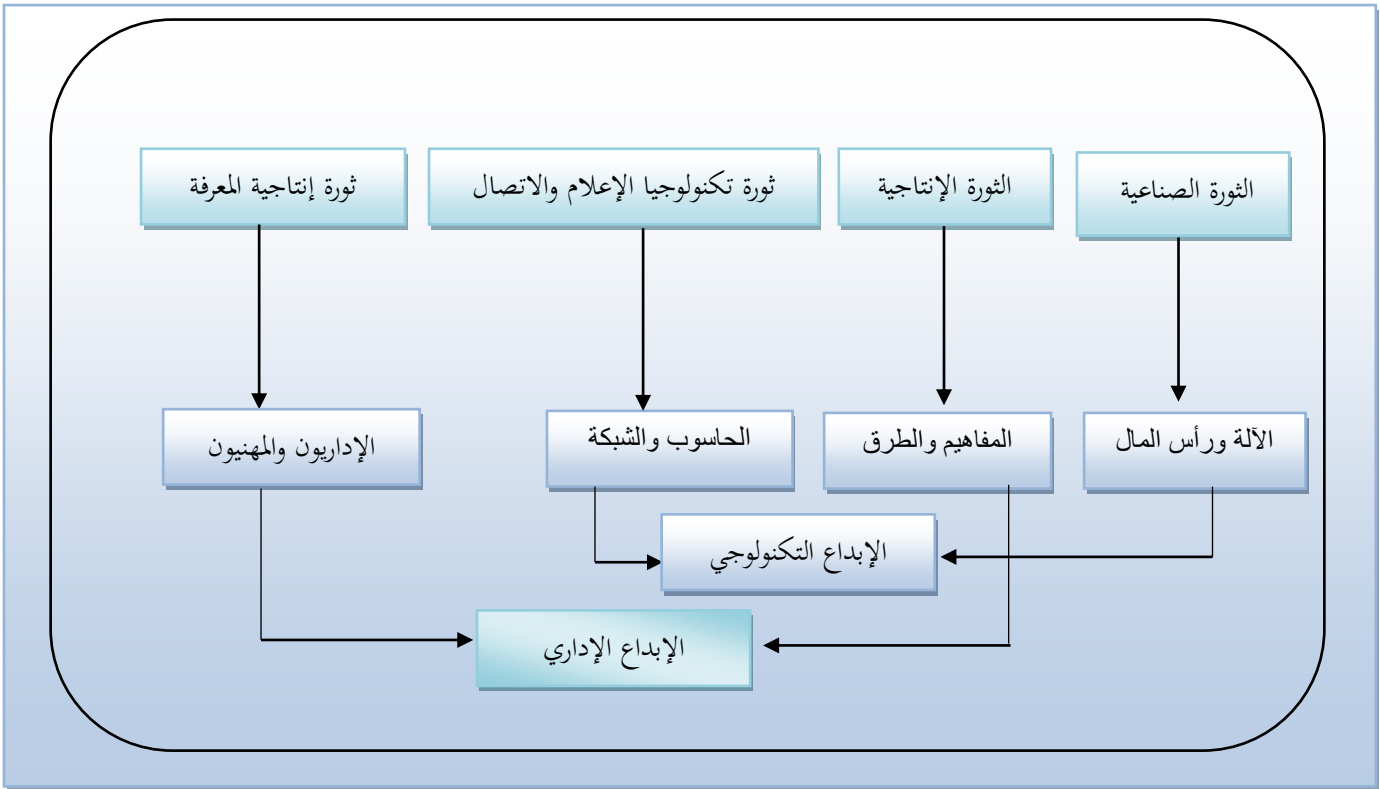 الثورة الصناعية
الثورة الإنتاجية
ثورة تكنولوجيا الإعلام والاتصال
ثورة إنتاجية المعرفة
الآلة ورأس المال
المفاهيم والطرق
الحاسوب والشبكة
الإداريون والمهنيون
الإبداع التكنولوجي
الإبداع الإداري